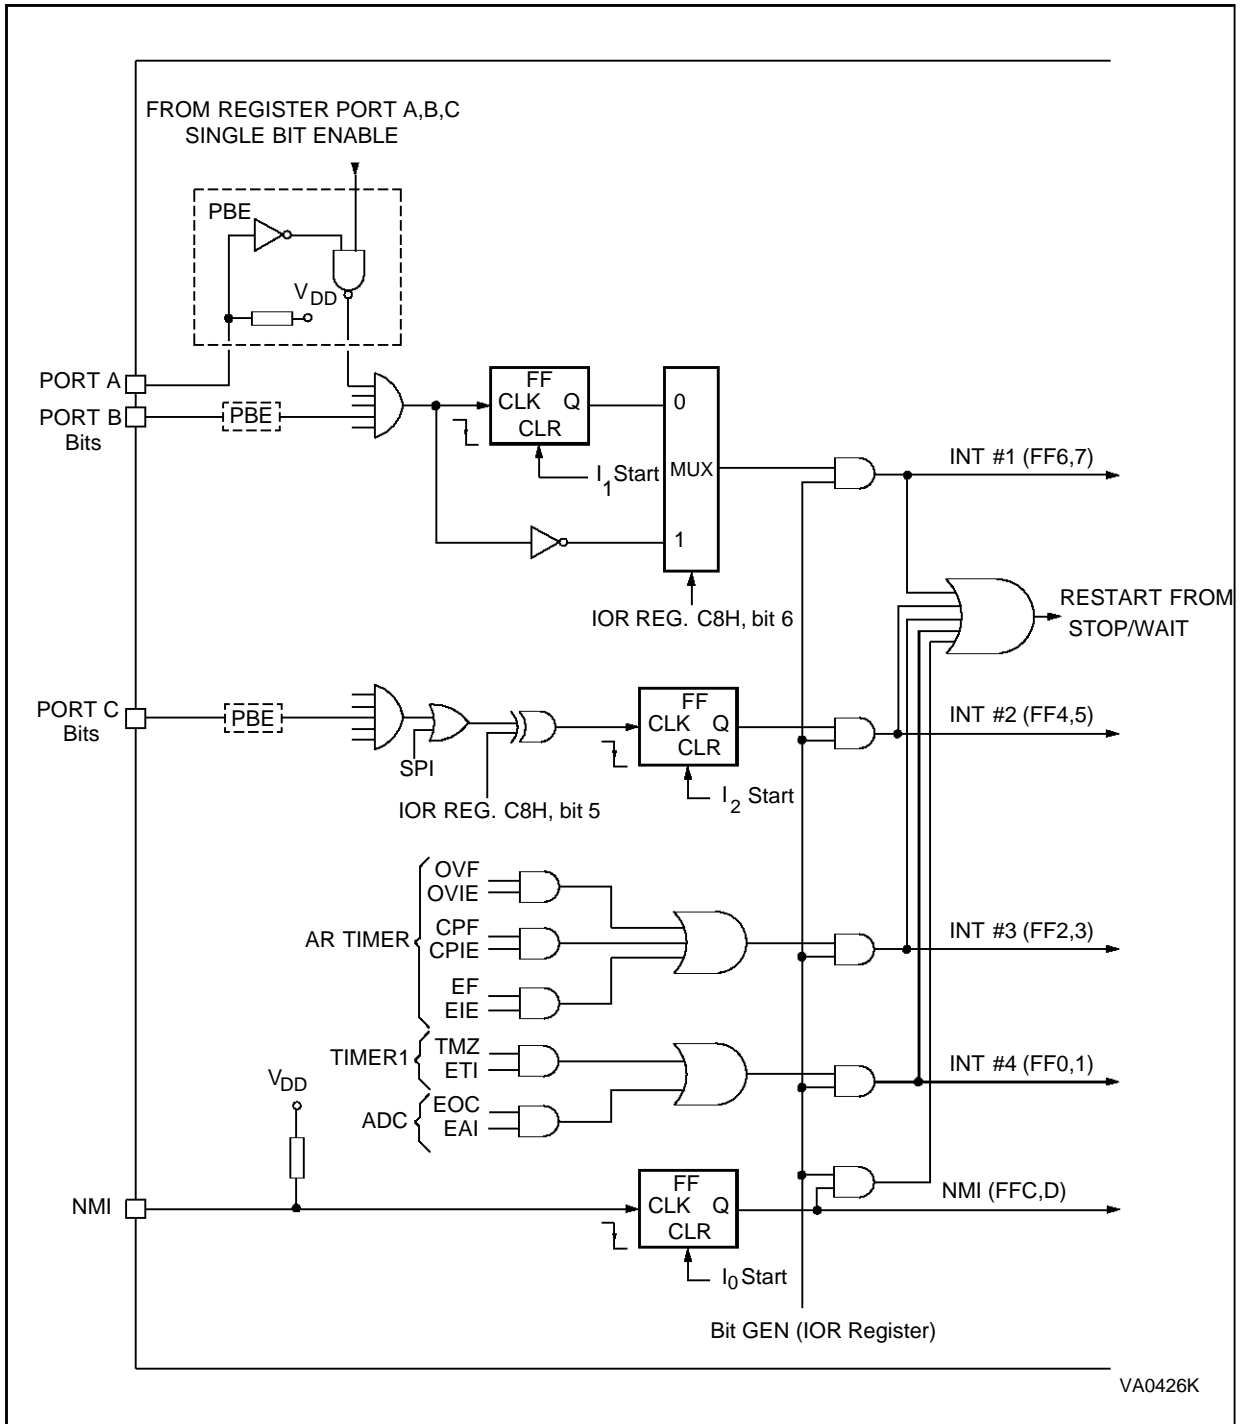 FROM REGISTER PORT A,B,C
SINGLE BIT ENABLE
PBE
VDD
PORT A
PORT B
Bits
PBE
FF
CLK Q
CLR
I1 Start
0
MUX
1
IOR REG. C8H, bit 6
INT #1 (FF6,7)
RESTART FROM
STOP/WAIT
PORT C
Bits
PBE
SPI
IOR REG. C8H, bit 5
FF
CLK Q
CLR
I2 Start
INT #2 (FF4,5)
AR TIMER
OVF
OVIE
CPF
CPIE
EF
EIE
INT #3 (FF2,3)
TIMER1
TMZ
ETI
ADC
EOC
EAI
INT #4 (FF0,1)
VDD
NMI
FF
CLK Q
CLR
I0 Start
NMI (FFC,D)
Bit GEN (IOR Register)
VA0426K